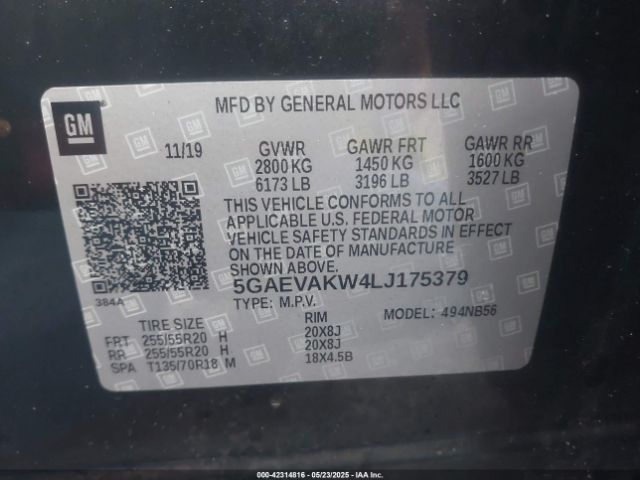 GM
MFD BY GENERAL MOTORS LLC
11/19 GVWR GAWR FRT GAWR RR
2800 KG 1450 KG 1600 KG
6173 LB 3196 LB 3527 LB
THIS VEHICLE CONFORMS TO ALL
APPLICABLE U.S. FEDERAL MOTOR
VEHICLE SAFETY STANDARDS IN EFFECT
ON THE DATE OF MANUFACTURE
SHOWN ABOVE.
384A 5GAEVAKW4LJ175379
TYPE: M.P.V. MODEL: 494NB56
TIRE SIZE RIM
FRT 255/55R20 H 20X8J
RR 255/55R20 H 20X8J
SPA T135/70R18 M 18X4.5B
000-42314816 - 05/23/2025 - IAA Inc.